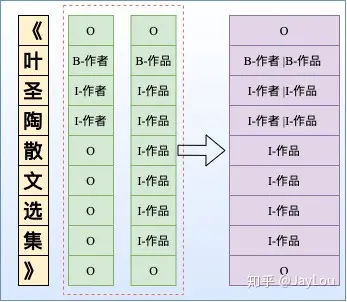 《 O O O
叶 B-作者 B-作品 B-作者 |B-作品
圣 I-作者 I-作品 I-作者 |I-作品
陶 I-作者 I-作品 I-作者 |I-作品
散 O I-作品 I-作品
文 O I-作品 I-作品
选 O I-作品 I-作品
集 O I-作品 I-作品
》 O O O
知乎 @JayLou